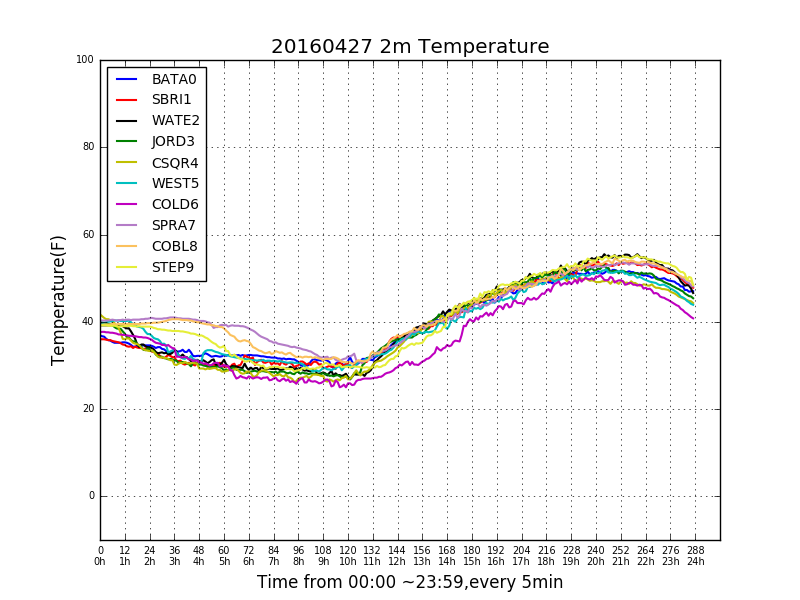 20160427 2m Temperature
100
80
60
40
20
0
Temperature(F)
BATA0
SBRI1
WATE2
JORD3
CSQR4
WEST5
COLD6
SPRA7
COBL8
STEP9
0 12 24 36 48 60 72 84 96 108 120 132 144 156 168 180 192 204 216 228 240 252 264 276 288
0h 1h 2h 3h 4h 5h 6h 7h 8h 9h 10h 11h 12h 13h 14h 15h 16h 17h 18h 19h 20h 21h 22h 23h 24h
Time from 00:00 ~23:59,every 5min